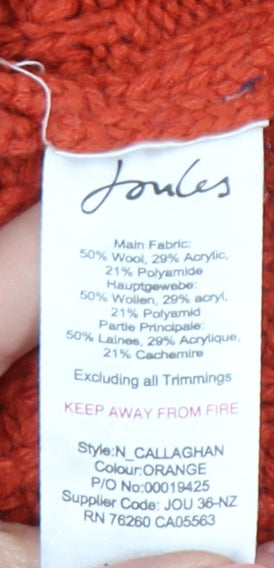 Joules
Main Fabric:
50% Wool, 29% Acrylic,
21% Polyamide
Hauptgewebe:
50% Wollen, 29% acryl,
21% Polyamid
Partie Principale:
50% Laines, 29% Acrylique,
21% Cachemire
Excluding all Trimmings
KEEP AWAY FROM FIRE
Style:N_CALLAGHAN
Colour:ORANGE
P/O No:00019425
Supplier Code: JOU 36-NZ
RN 76260 CA05563